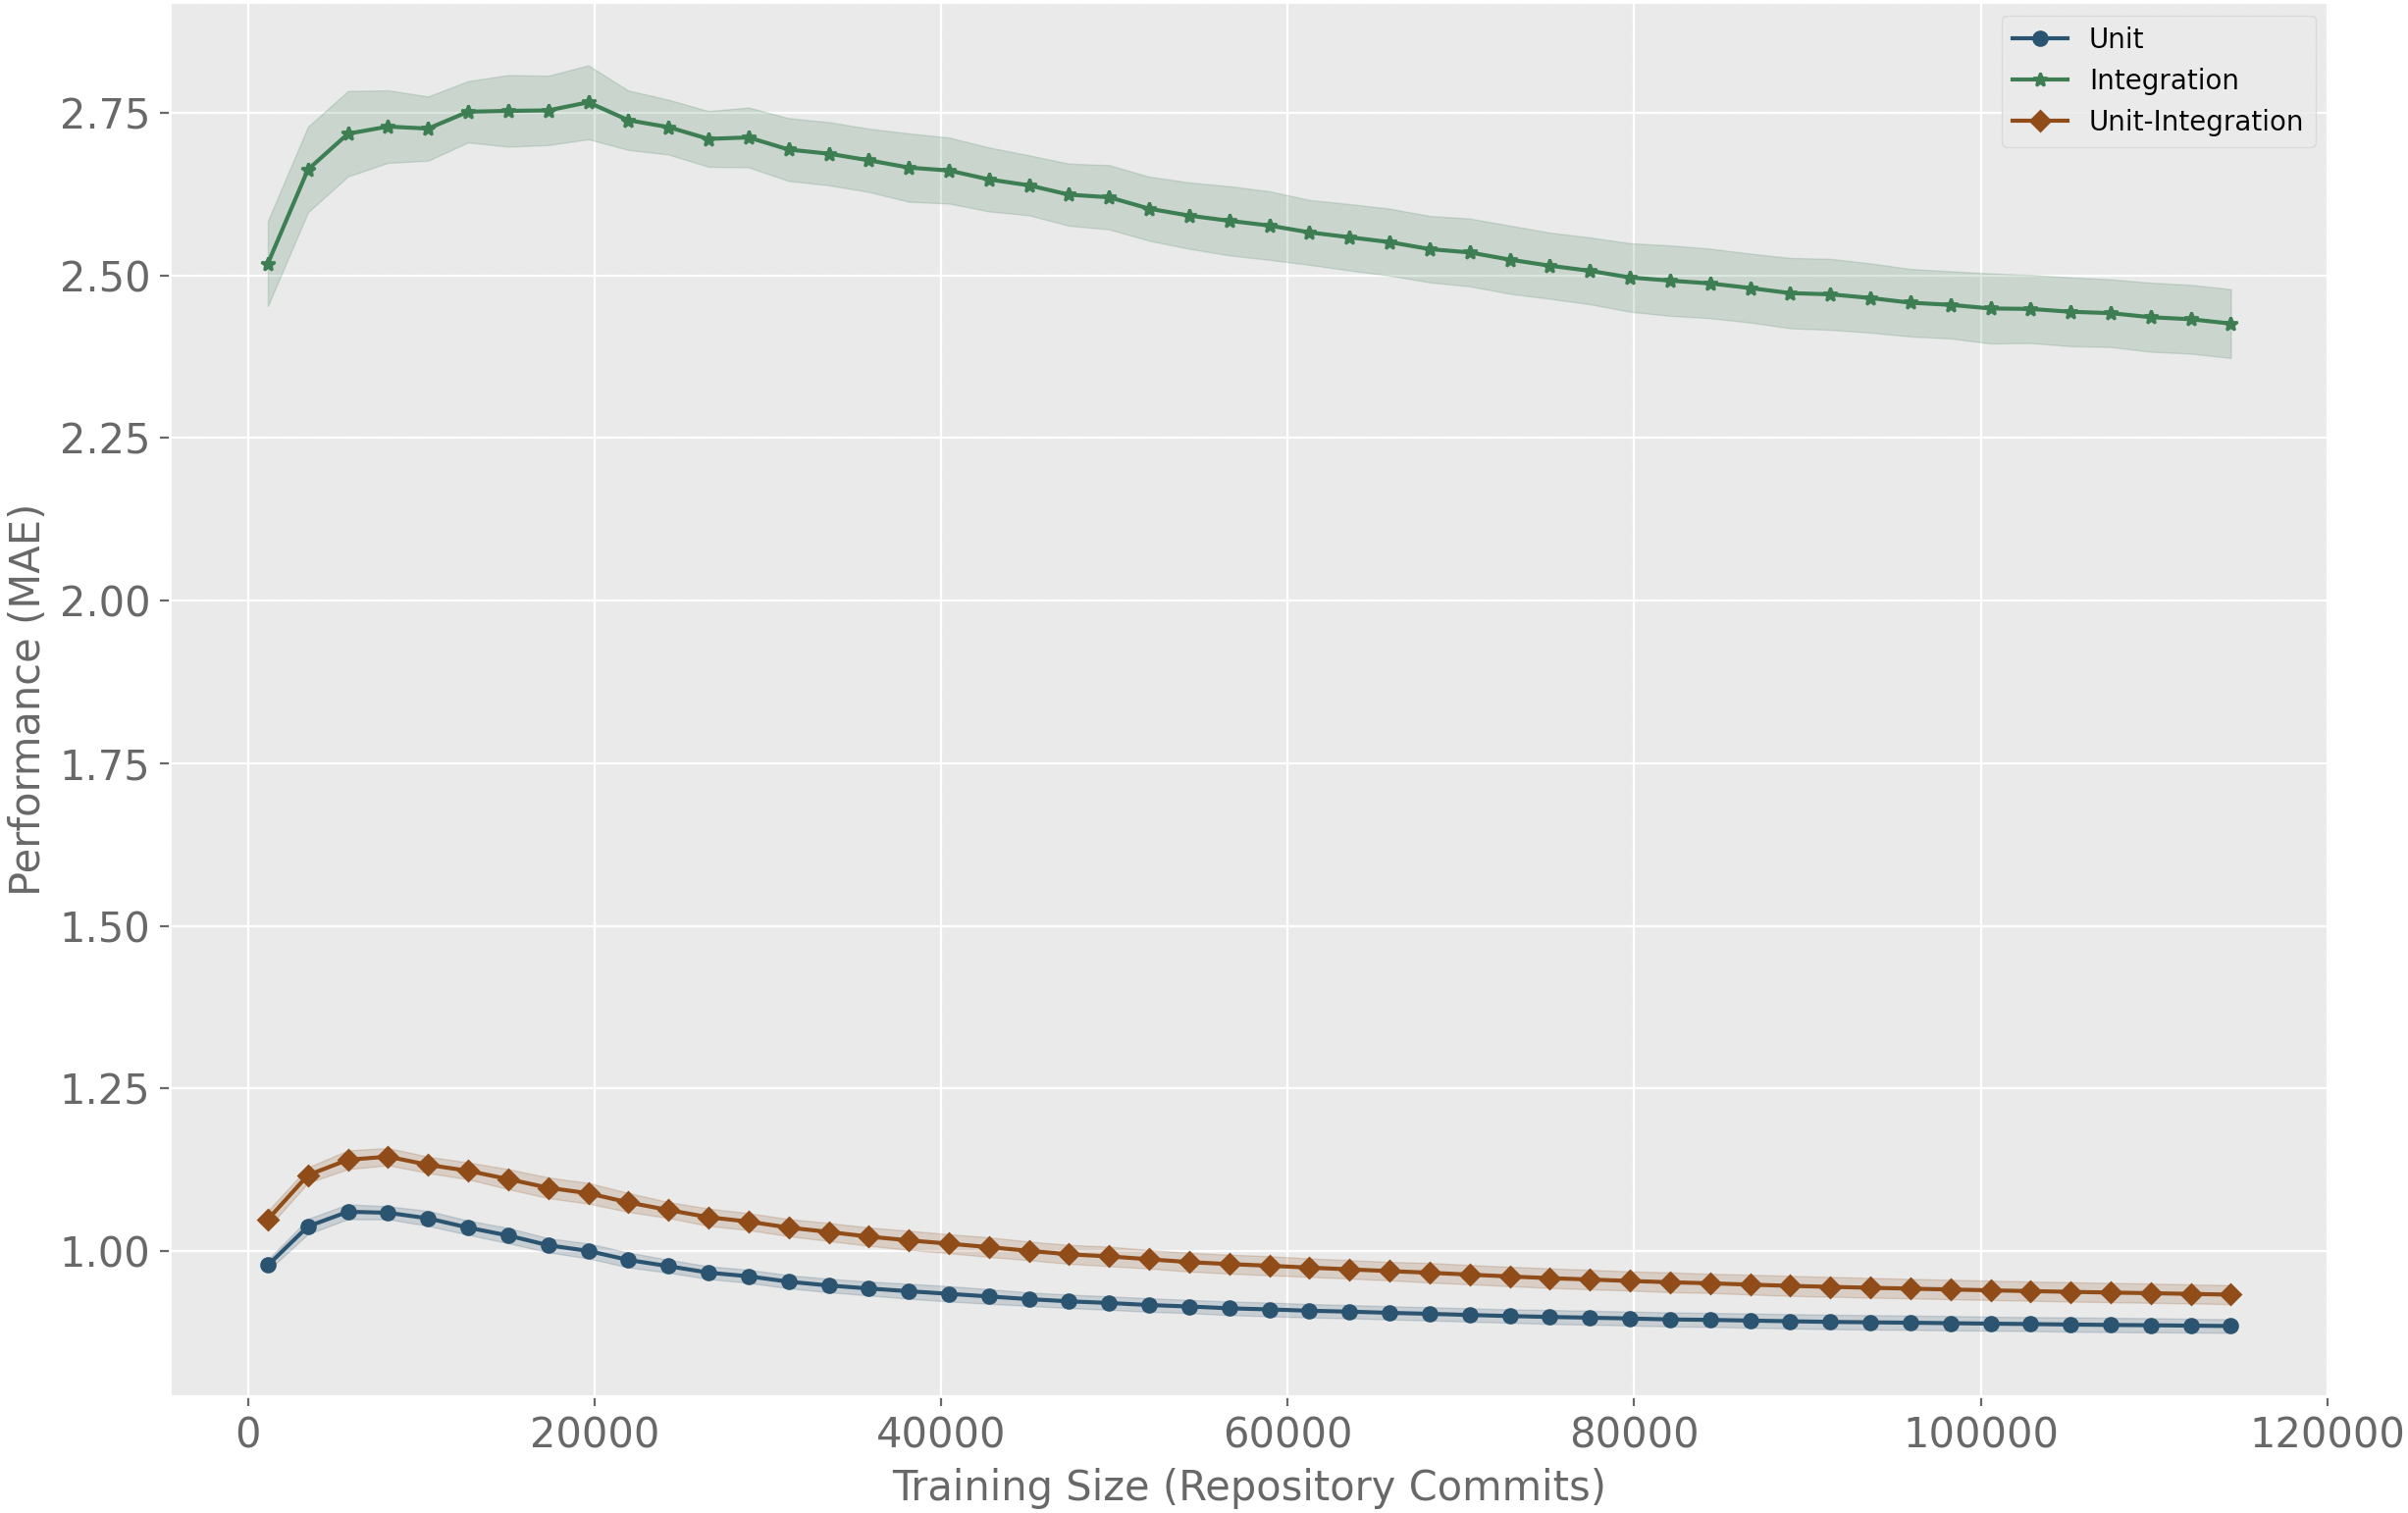 Unit
Integration
Unit-Integration
2.75
2.50
2.25
2.00
1.75
1.50
1.25
1.00
Performance (MAE)
0 20000 40000 60000 80000 100000 120000
Training Size (Repository Commits)